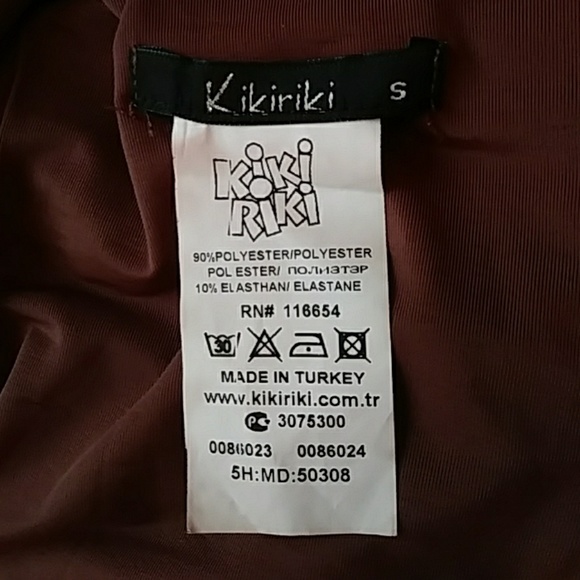 Kikiriki S
KiKi
RiKi
90%POLYESTER/POLYESTER
POL ESTER/ ПОЛИЭТЭР
10% ELASTHAN/ ELASTANE
RN# 116654
30
MADE IN TURKEY
www.kikiriki.com.tr
РС 3075300
0086023 0086024
5H:MD:50308